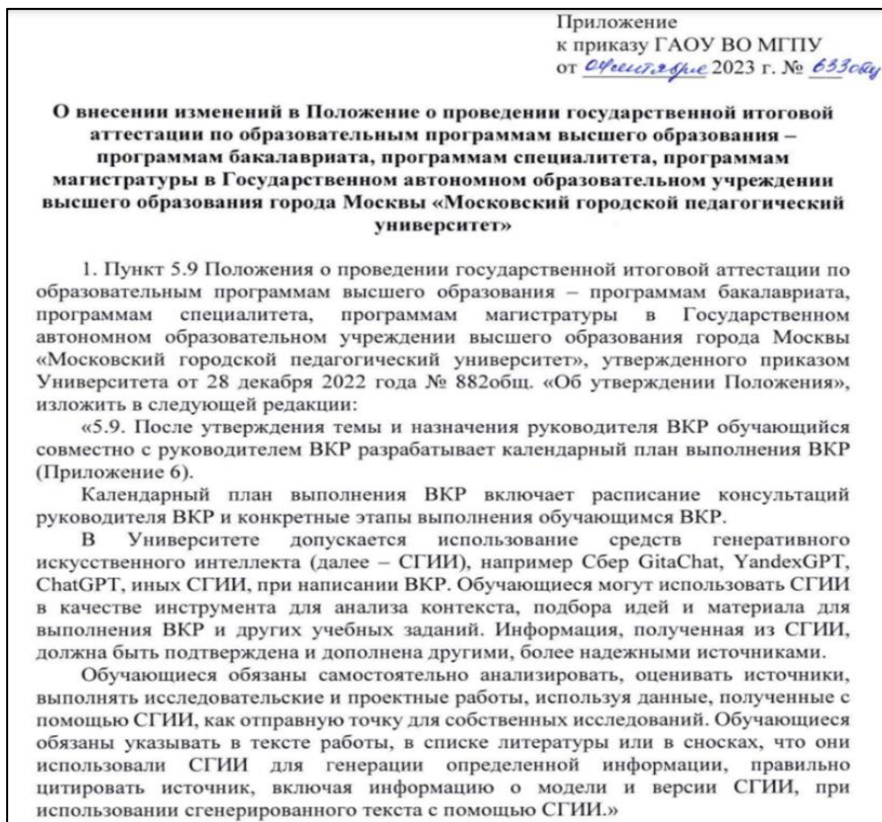 Приложение
к приказу ГАОУ ВО МГПУ
от 04 сентября 2023 г. № 633общ
О внесении изменений в Положение о проведении государственной итоговой
аттестации по образовательным программам высшего образования –
программам бакалавриата, программам специалитета, программам
магистратуры в Государственном автономном образовательном учреждении
высшего образования города Москвы «Московский городской педагогический
университет»
1. Пункт 5.9 Положения о проведении государственной итоговой аттестации по
образовательным программам высшего образования – программам бакалавриата,
программам специалитета, программам магистратуры в Государственном
автономном образовательном учреждении высшего образования города Москвы
«Московский городской педагогический университет», утвержденного приказом
Университета от 28 декабря 2022 года № 882общ. «Об утверждении Положения»,
изложить в следующей редакции:
«5.9. После утверждения темы и назначения руководителя ВКР обучающийся
совместно с руководителем ВКР разрабатывает календарный план выполнения ВКР
(Приложение 6).
Календарный план выполнения ВКР включает расписание консультаций
руководителя ВКР и конкретные этапы выполнения обучающимся ВКР.
В Университете допускается использование средств генеративного
искусственного интеллекта (далее – СГИИ), например Сбер GitaChat, YandexGPT,
ChatGPT, иных СГИИ, при написании ВКР. Обучающиеся могут использовать СГИИ
в качестве инструмента для анализа контекста, подбора идей и материала для
выполнения ВКР и других учебных заданий. Информация, полученная из СГИИ,
должна быть подтверждена и дополнена другими, более надежными источниками.
Обучающиеся обязаны самостоятельно анализировать, оценивать источники,
выполнять исследовательские и проектные работы, используя данные, полученные с
помощью СГИИ, как отправную точку для собственных исследований. Обучающиеся
обязаны указывать в тексте работы, в списке литературы или в сносках, что они
использовали СГИИ для генерации определенной информации, правильно
цитировать источник, включая информацию о модели и версии СГИИ, при
использовании сгенерированного текста с помощью СГИИ.»